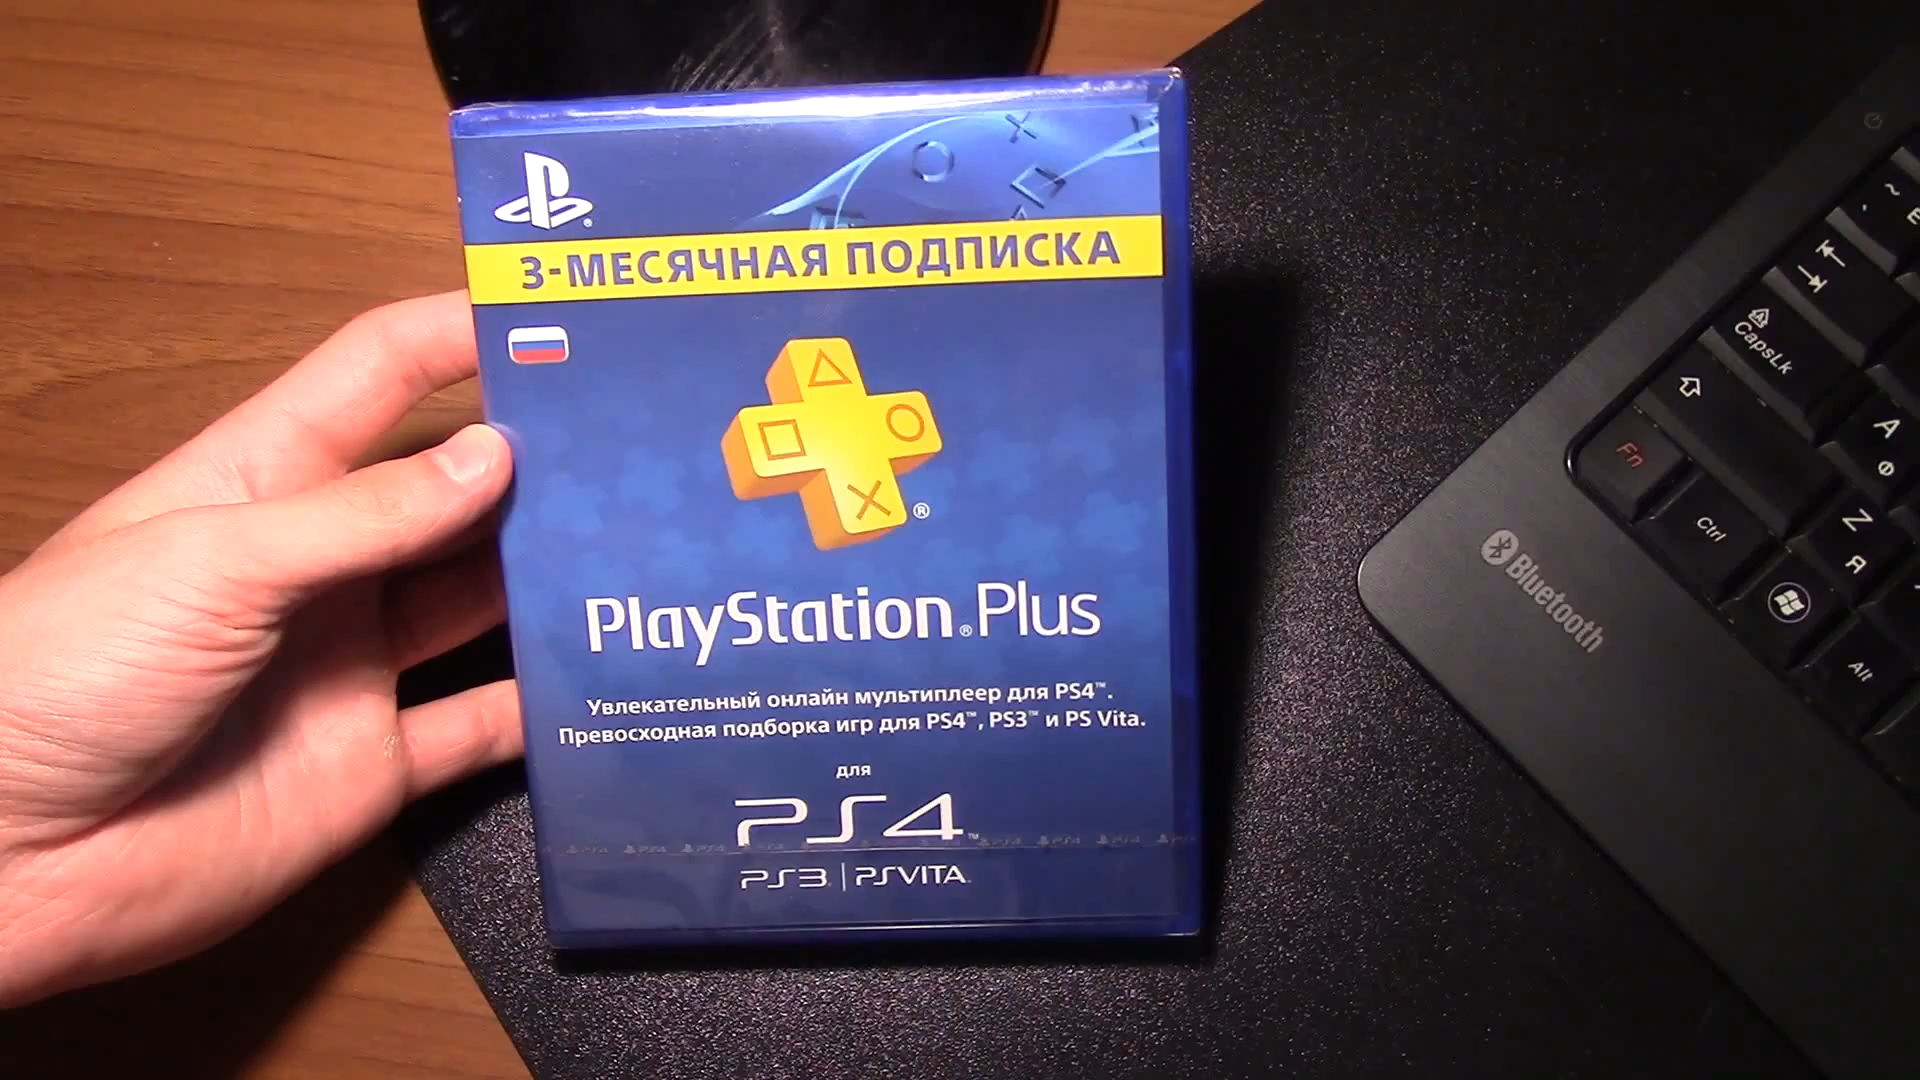 3-МЕСЯЧНАЯ ПОДПИСКА
PlayStation®Plus
Увлекательный онлайн мультиплеер для PS4™.
Превосходная подборка игр для PS4™, PS3™ и PS Vita.
для
PS4™
PS3 | PSVITA
CapsLk
Fn
Ctrl
Alt
A
Ф
Z
Я
Bluetooth